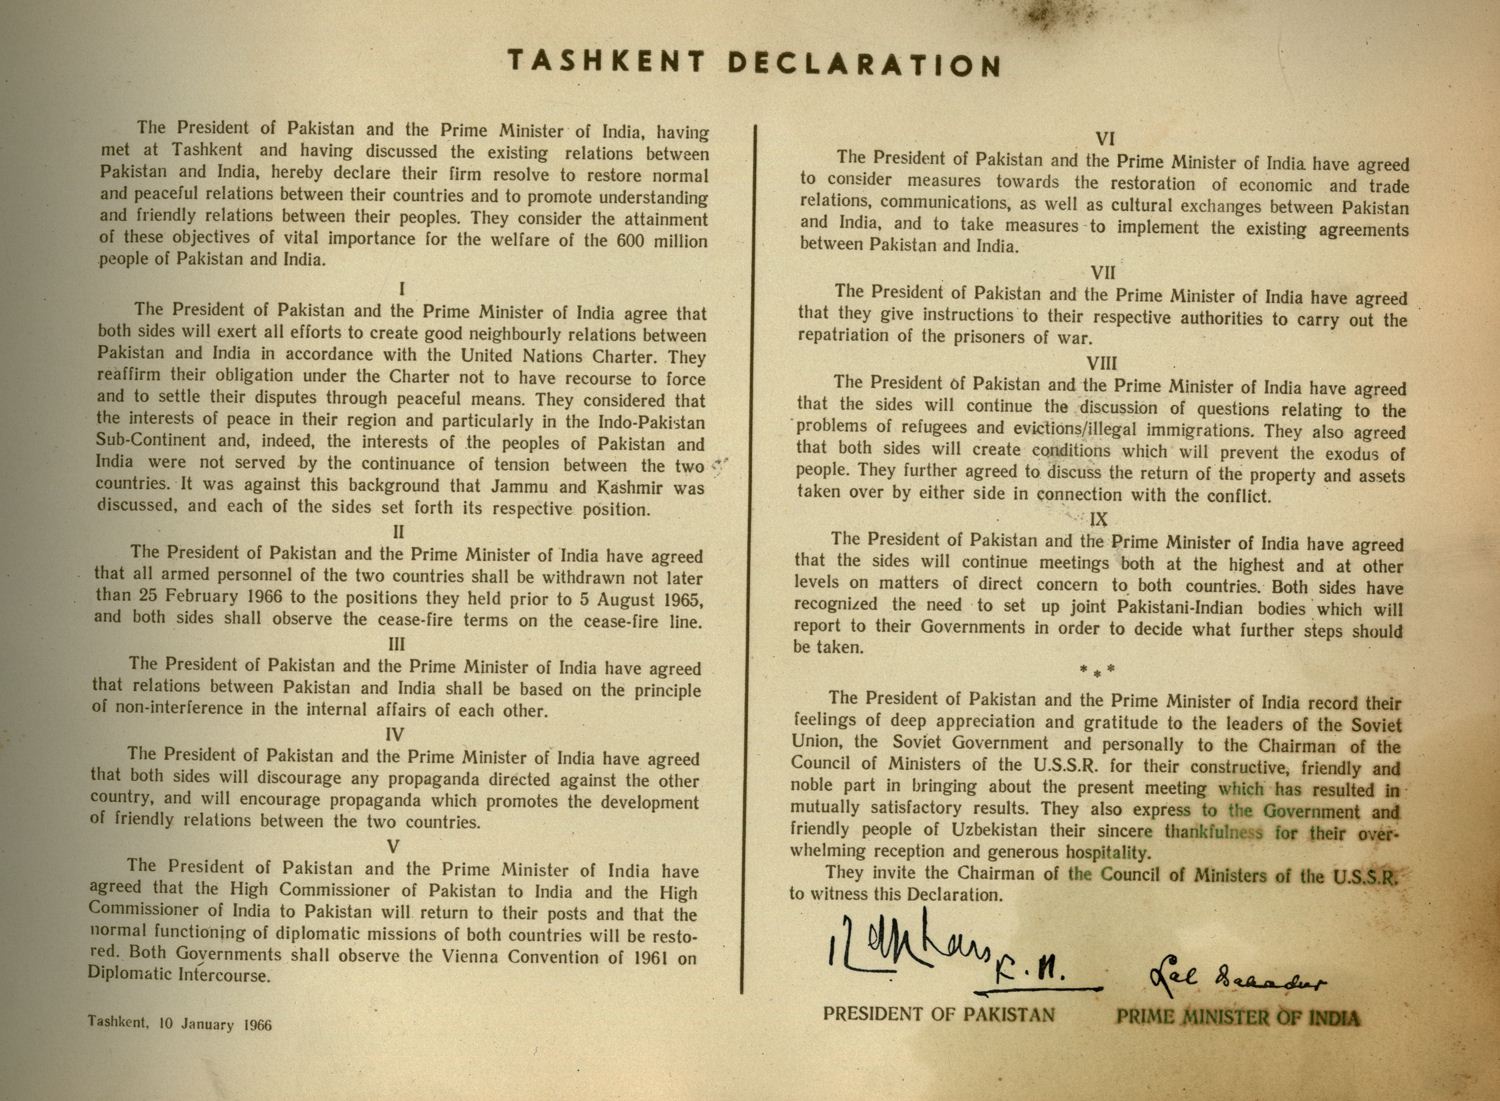 TASHKENT DECLARATION
The President of Pakistan and the Prime Minister of India, having
met at Tashkent and having discussed the existing relations between
Pakistan and India, hereby declare their firm resolve to restore normal
and peaceful relations between their countries and to promote understanding
and friendly relations between their peoples. They consider the attainment
of these objectives of vital importance for the welfare of the 600 million
people of Pakistan and India.
I
The President of Pakistan and the Prime Minister of India agree that
both sides will exert all efforts to create good neighbourly relations between
Pakistan and India in accordance with the United Nations Charter. They
reaffirm their obligation under the Charter not to have recourse to force
and to settle their disputes through peaceful means. They considered that
the interests of peace in their region and particularly in the Indo-Pakistan
Sub-Continent and, indeed, the interests of the peoples of Pakistan and
India were not served by the continuance of tension between the two
countries. It was against this background that Jammu and Kashmir was
discussed, and each of the sides set forth its respective position.
II
The President of Pakistan and the Prime Minister of India have agreed
that all armed personnel of the two countries shall be withdrawn not later
than 25 February 1966 to the positions they held prior to 5 August 1965,
and both sides shall observe the cease-fire terms on the cease-fire line.
III
The President of Pakistan and the Prime Minister of India have agreed
that relations between Pakistan and India shall be based on the principle
of non-interference in the internal affairs of each other.
IV
The President of Pakistan and the Prime Minister of India have agreed
that both sides will discourage any propaganda directed against the other
country, and will encourage propaganda which promotes the development
of friendly relations between the two countries.
V
The President of Pakistan and the Prime Minister of India have
agreed that the High Commissioner of Pakistan to India and the High
Commissioner of India to Pakistan will return to their posts and that the
normal functioning of diplomatic missions of both countries will be resto-
red. Both Governments shall observe the Vienna Convention of 1961 on
Diplomatic Intercourse.
Tashkent, 10 January 1966
VI
The President of Pakistan and the Prime Minister of India have agreed
to consider measures towards the restoration of economic and trade
relations, communications, as well as cultural exchanges between Pakistan
and India, and to take measures to implement the existing agreements
between Pakistan and India.
VII
The President of Pakistan and the Prime Minister of India have agreed
that they give instructions to their respective authorities to carry out the
repatriation of the prisoners of war.
VIII
The President of Pakistan and the Prime Minister of India have agreed
that the sides will continue the discussion of questions relating to the
problems of refugees and evictions/illegal immigrations. They also agreed
that both sides will create conditions which will prevent the exodus of
people. They further agreed to discuss the return of the property and assets
taken over by either side in connection with the conflict.
IX
The President of Pakistan and the Prime Minister of India have agreed
that the sides will continue meetings both at the highest and at other
levels on matters of direct concern to both countries. Both sides have
recognized the need to set up joint Pakistani-Indian bodies which will
report to their Governments in order to decide what further steps should
be taken.
* * *
The President of Pakistan and the Prime Minister of India record their
feelings of deep appreciation and gratitude to the leaders of the Soviet
Union, the Soviet Government and personally to the Chairman of the
Council of Ministers of the U.S.S.R. for their constructive, friendly and
noble part in bringing about the present meeting which has resulted in
mutually satisfactory results. They also express to the Government and
friendly people of Uzbekistan their sincere thankfulness for their over-
whelming reception and generous hospitality.
They invite the Chairman of the Council of Ministers of the U.S.S.R.
to witness this Declaration.
Lal Bahadur
PRESIDENT OF PAKISTAN PRIME MINISTER OF INDIA